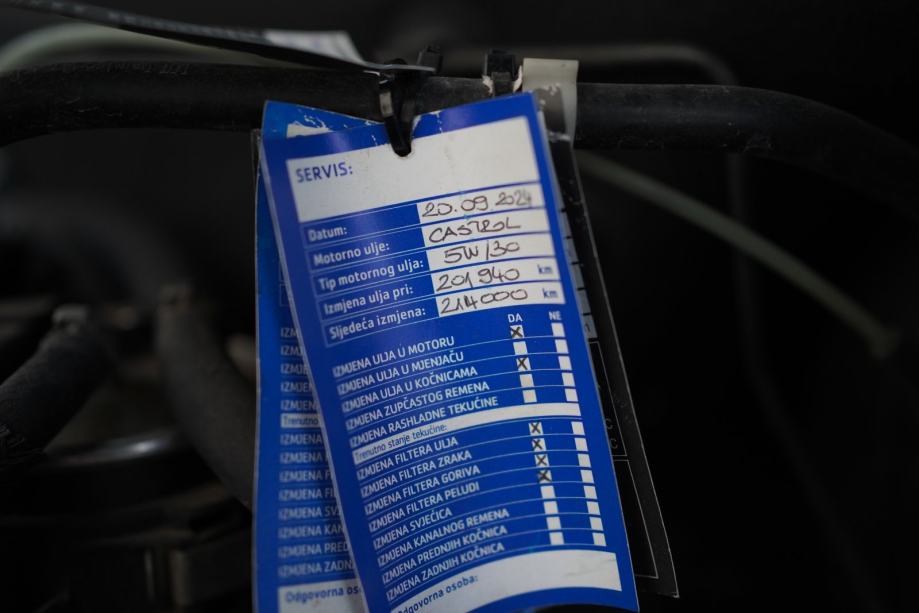 SERVIS:
Datum: 20.09 2024
Motorno ulje: CASTROL
Tip motornog ulja: 5W/30
Izmjena ulja pri: 201940 km
Sljedeća izmjena: 214000 km
DA NE
IZMJENA ULJA U MOTORU X
IZMJENA ULJA U MJENJAČU
IZMJENA ULJA U KOČNICAMA X
IZMJENA ZUPČASTOG REMENA
IZMJENA RASHLADNE TEKUĆINE
Trenutno stanje tekućine:
IZMJENA FILTERA ULJA X
IZMJENA FILTERA ZRAKA X
IZMJENA FILTERA GORIVA X
IZMJENA FILTERA PELUDI X
IZMJENA SVJEĆICA
IZMJENA KANALNOG REMENA
IZMJENA PREDNJIH KOČNICA
IZMJENA ZADNJIH KOČNICA
Odgovorna osoba: